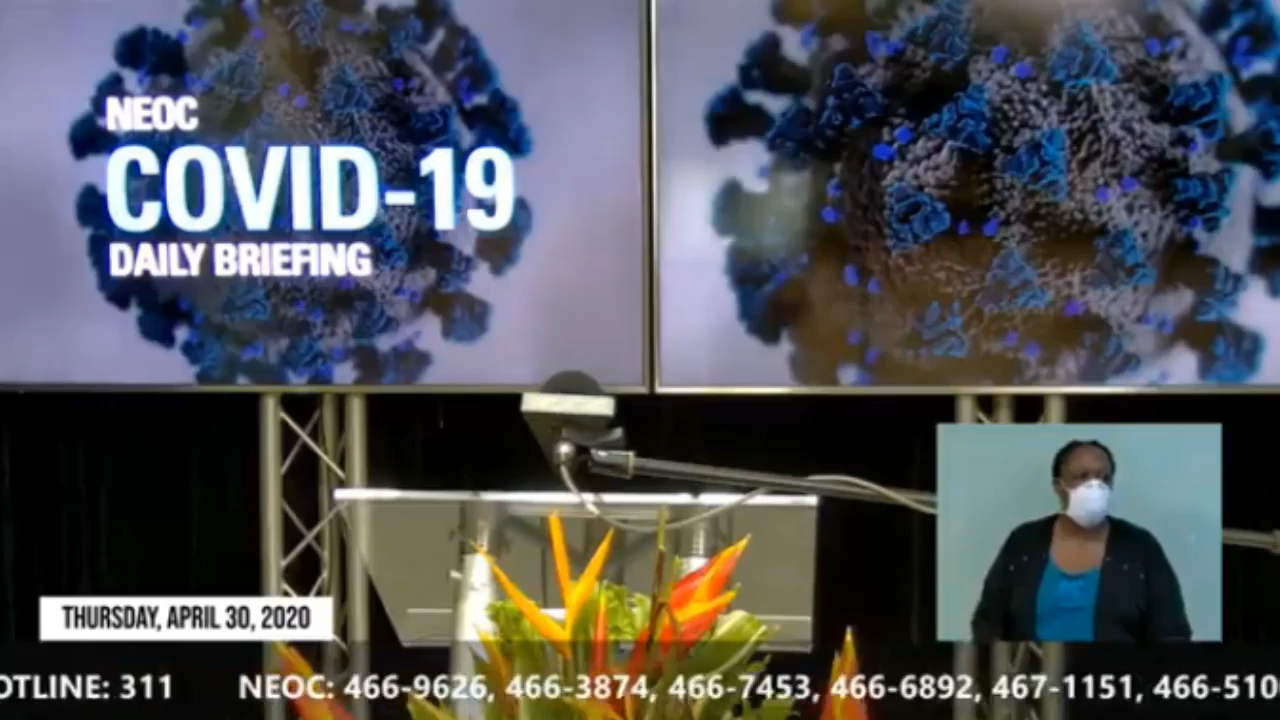 NEOC
COVID-19
DAILY BRIEFING
THURSDAY, APRIL 30, 2020
OTLINE: 311 NEOC: 466-9626, 466-3874, 466-7453, 466-6892, 467-1151, 466-510